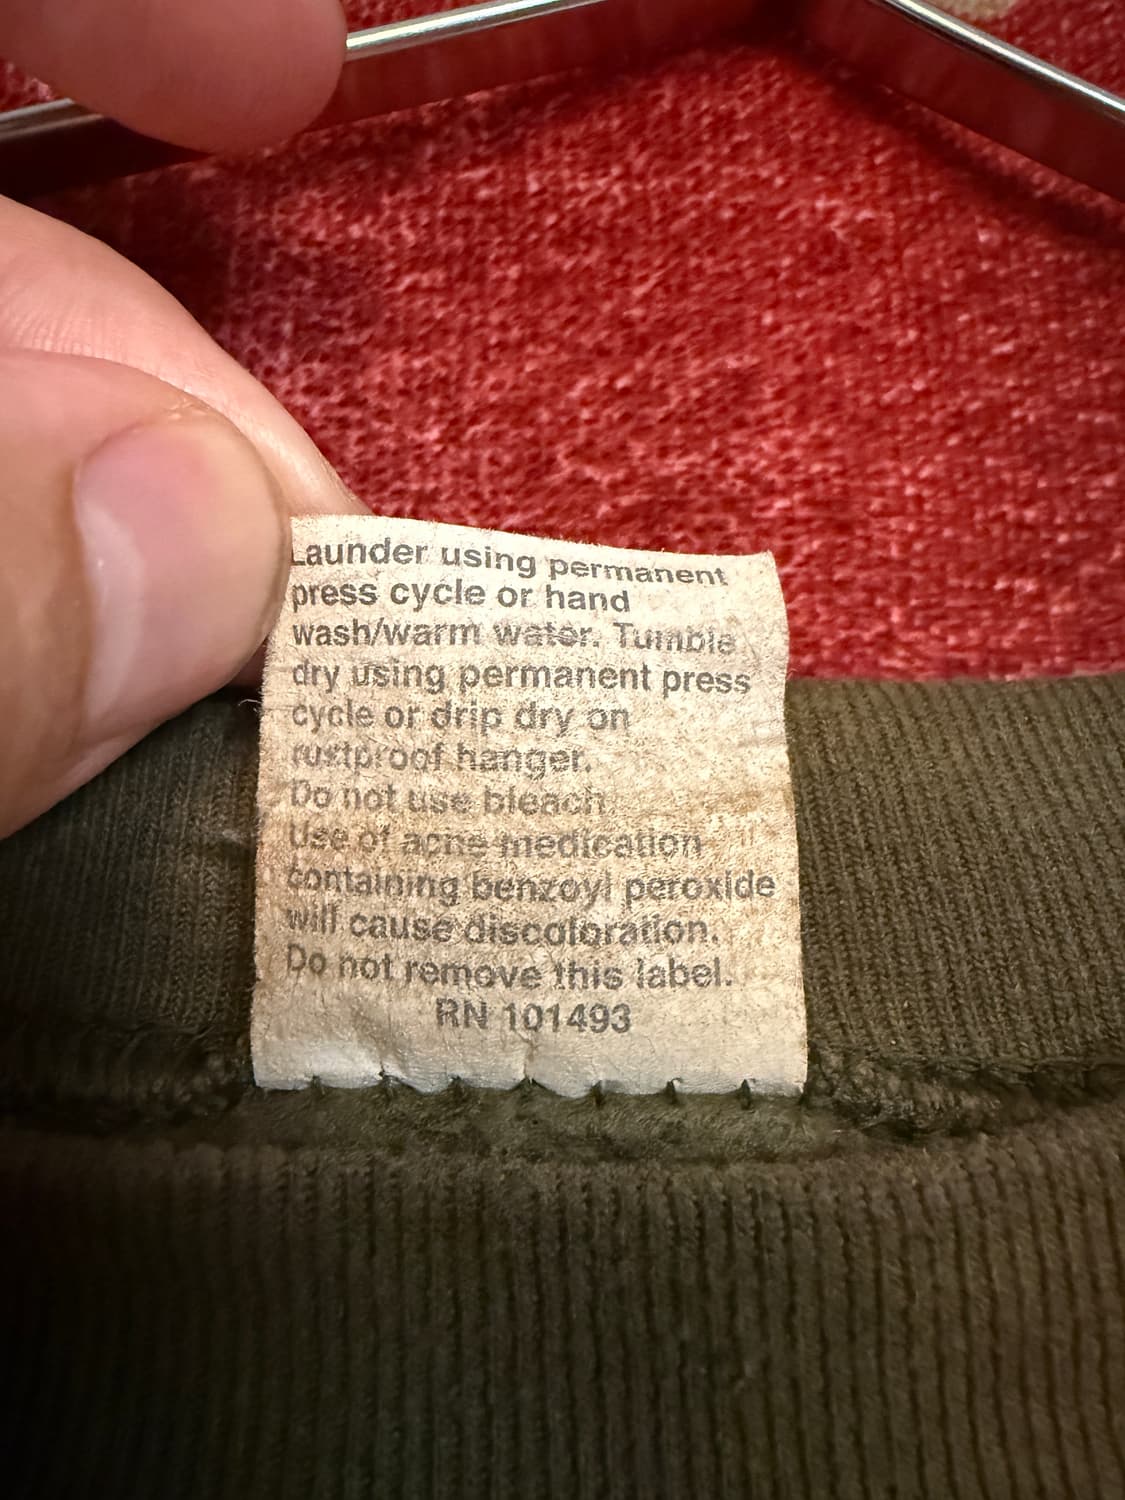 Launder using permanent
press cycle or hand
wash/warm water. Tumble
dry using permanent press
cycle or drip dry on
rustproof hanger.
Do not use bleach
Use of acne medication
containing benzoyl peroxide
will cause discoloration.
Do not remove this label.
RN 101493